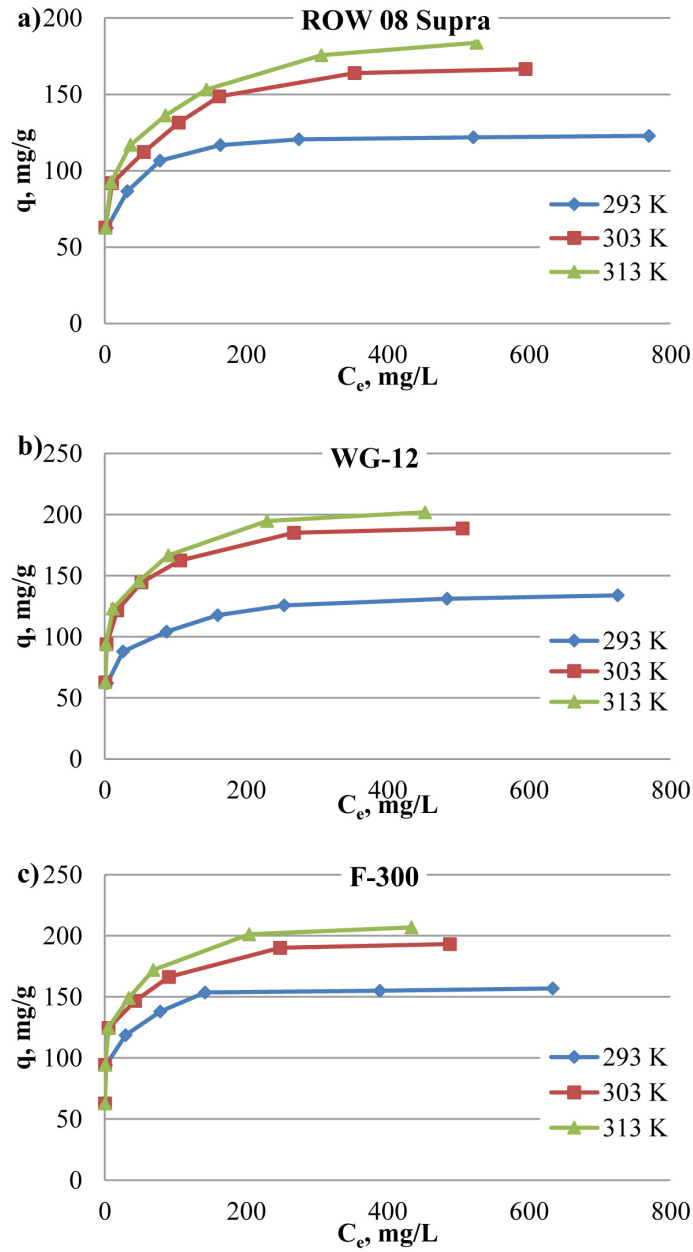 a) ROW 08 Supra
200
150
100
50
0
q, mg/g
293 K
303 K
313 K
0 200 400 600 800
Ce, mg/L
b) WG-12
250
200
150
100
50
0
q, mg/g
293 K
303 K
313 K
0 200 400 600 800
Ce, mg/L
c) F-300
250
200
150
100
50
0
q, mg/g
293 K
303 K
313 K
0 200 400 600 800
Ce, mg/L